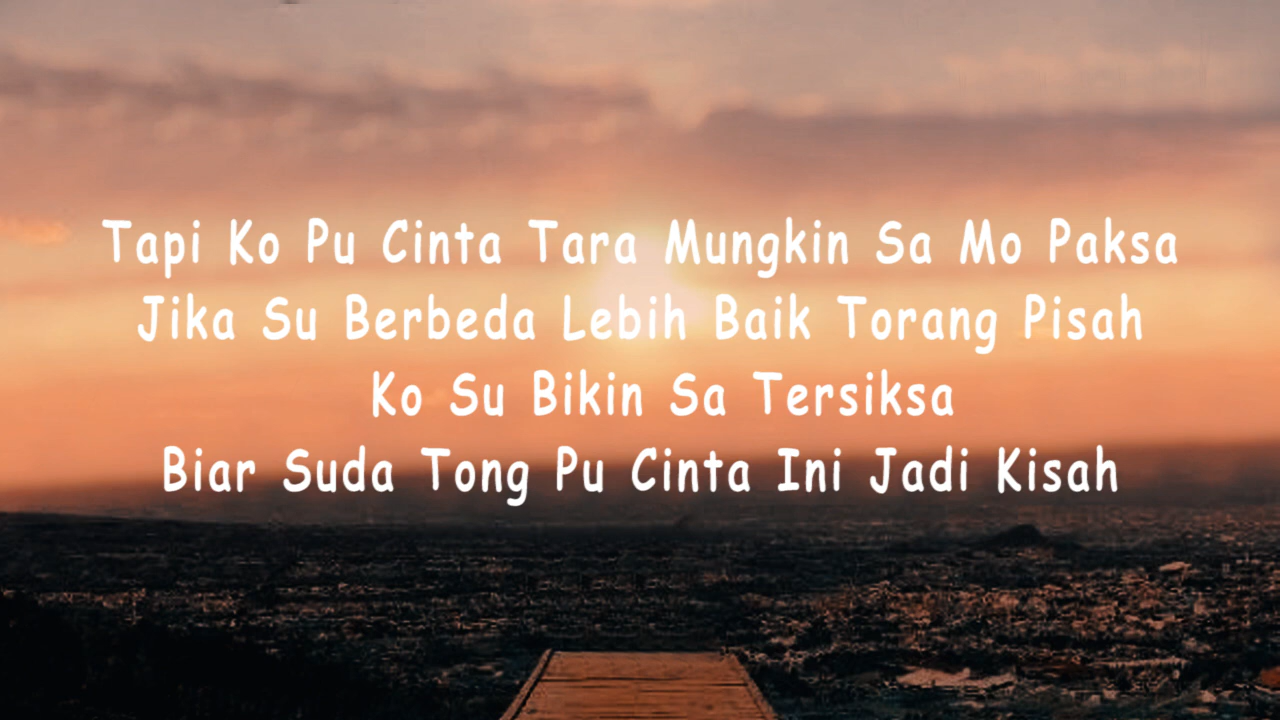 Tapi Ko Pu Cinta Tara Mungkin Sa Mo Paksa
Jika Su Berbeda Lebih Baik Torang Pisah
Ko Su Bikin Sa Tersiksa
Biar Suda Tong Pu Cinta Ini Jadi Kisah